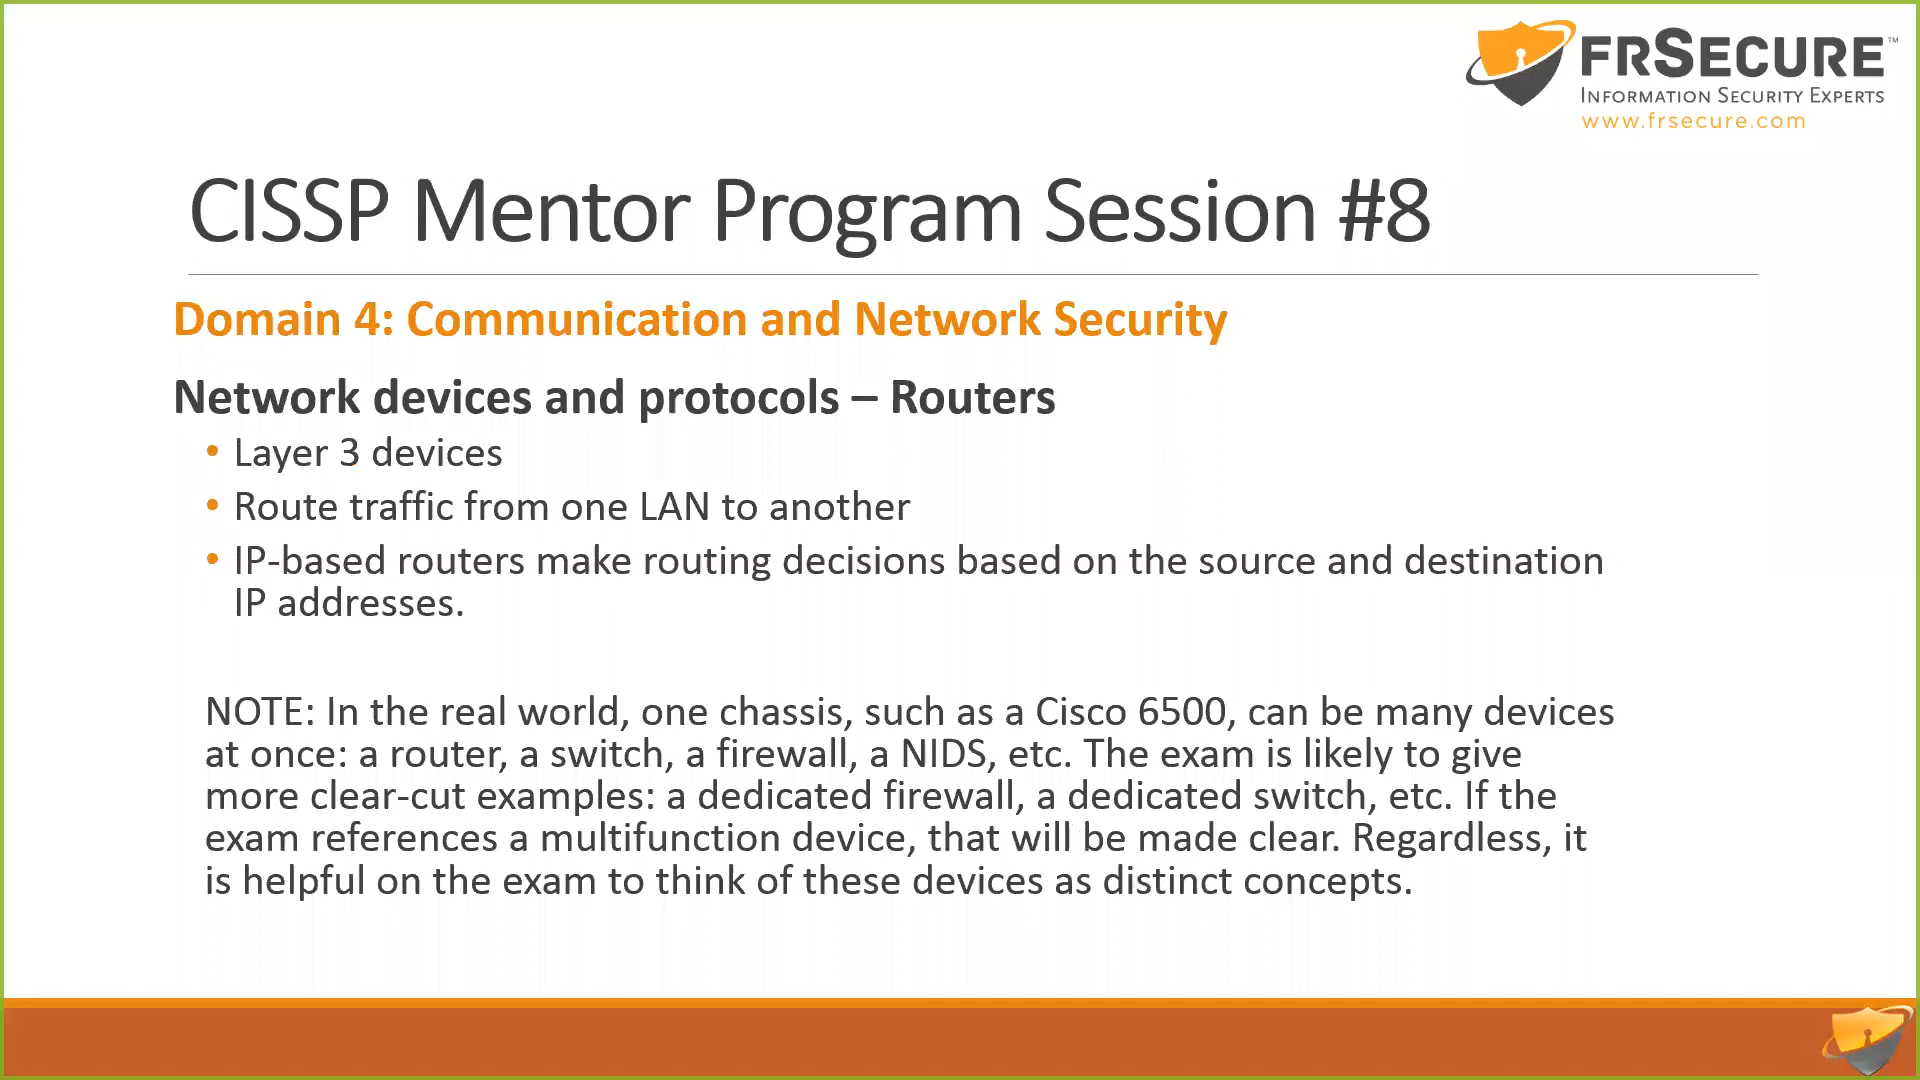 FRSECURE™
INFORMATION SECURITY EXPERTS
www.frsecure.com
CISSP Mentor Program Session #8
Domain 4: Communication and Network Security
Network devices and protocols – Routers
• Layer 3 devices
• Route traffic from one LAN to another
• IP-based routers make routing decisions based on the source and destination
IP addresses.
NOTE: In the real world, one chassis, such as a Cisco 6500, can be many devices
at once: a router, a switch, a firewall, a NIDS, etc. The exam is likely to give
more clear-cut examples: a dedicated firewall, a dedicated switch, etc. If the
exam references a multifunction device, that will be made clear. Regardless, it
is helpful on the exam to think of these devices as distinct concepts.